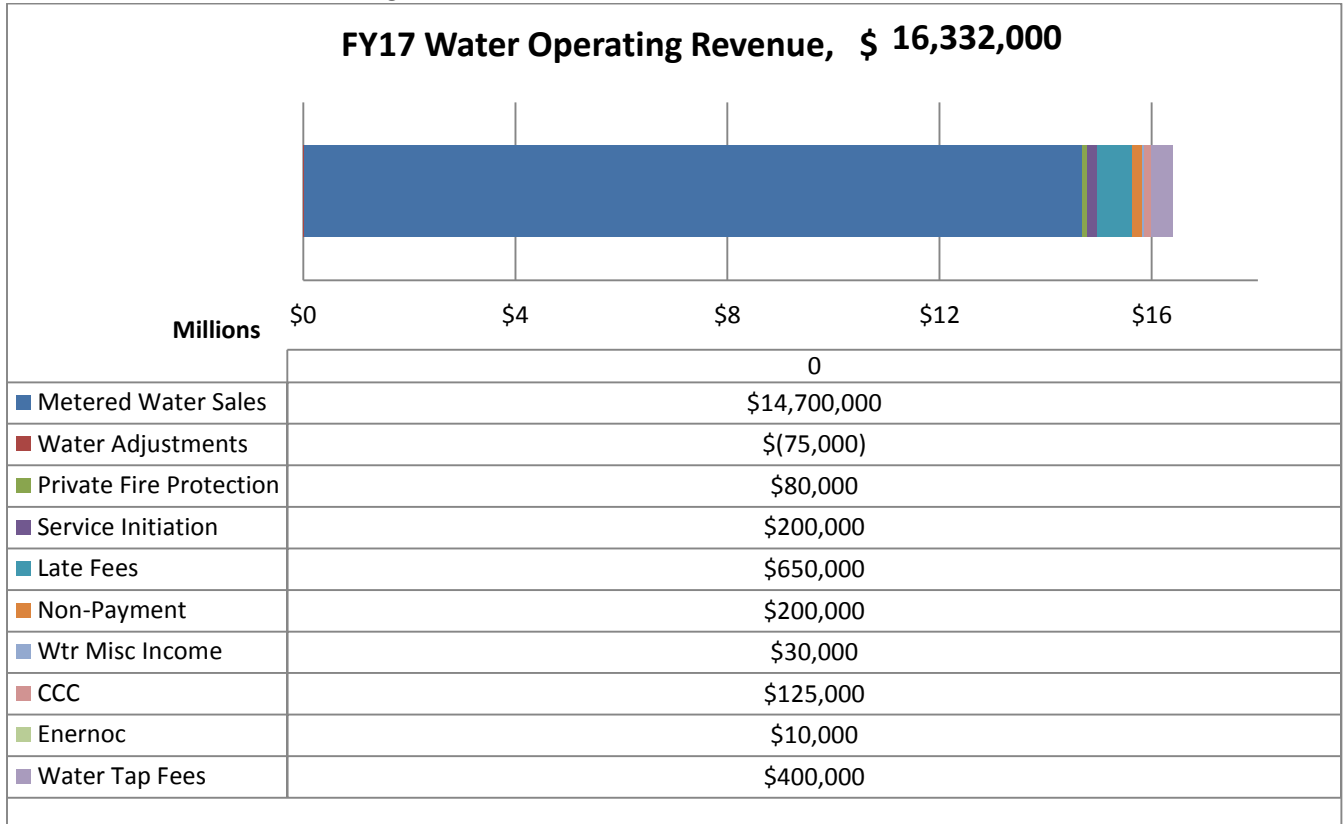 FY17 Water Operating Revenue, $ 16,332,000
Millions $0 $4 $8 $12 $16
0
Metered Water Sales $14,700,000
Water Adjustments $(75,000)
Private Fire Protection $80,000
Service Initiation $200,000
Late Fees $650,000
Non-Payment $200,000
Wtr Misc Income $30,000
CCC $125,000
Enernoc $10,000
Water Tap Fees $400,000